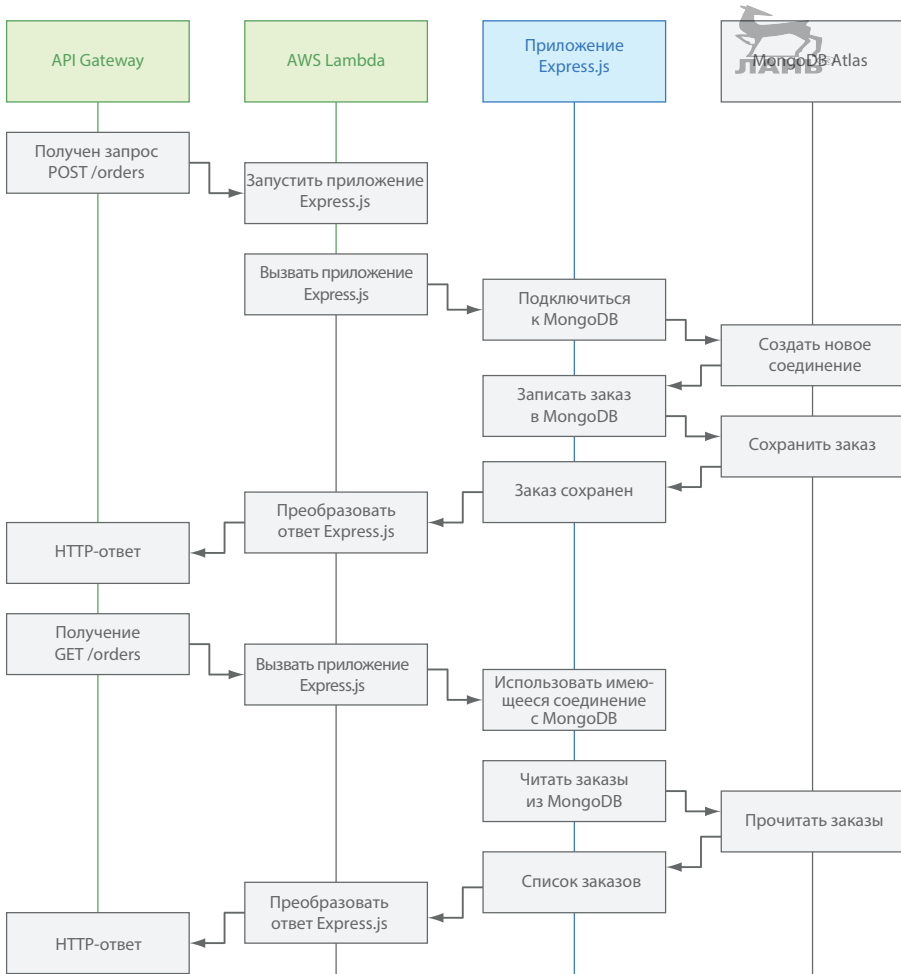 API Gateway
AWS Lambda
Приложение
Express.js
MongoDB Atlas
ЛАНЬ®
Получен запрос
POST /orders
Запустить приложение
Express.js
Вызвать приложение
Express.js
Подключиться
к MongoDB
Создать новое
соединение
Записать заказ
в MongoDB
Сохранить заказ
Заказ сохранен
Преобразовать
ответ Express.js
HTTP-ответ
Получение
GET /orders
Вызвать приложение
Express.js
Использовать имею-
щееся соединение
с MongoDB
Читать заказы
из MongoDB
Прочитать заказы
Список заказов
Преобразовать
ответ Express.js
HTTP-ответ